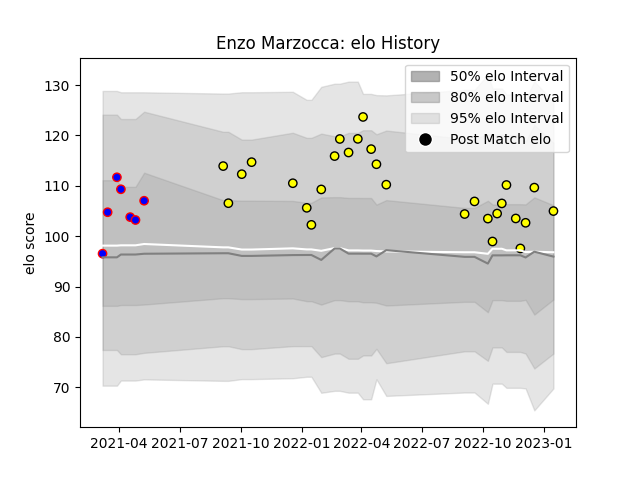 Enzo Marzocca: elo History
50% elo Interval
80% elo Interval
95% elo Interval
Post Match elo
elo score
130
120
110
100
90
80
70
2021-04 2021-07 2021-10 2022-01 2022-04 2022-07 2022-10 2023-01